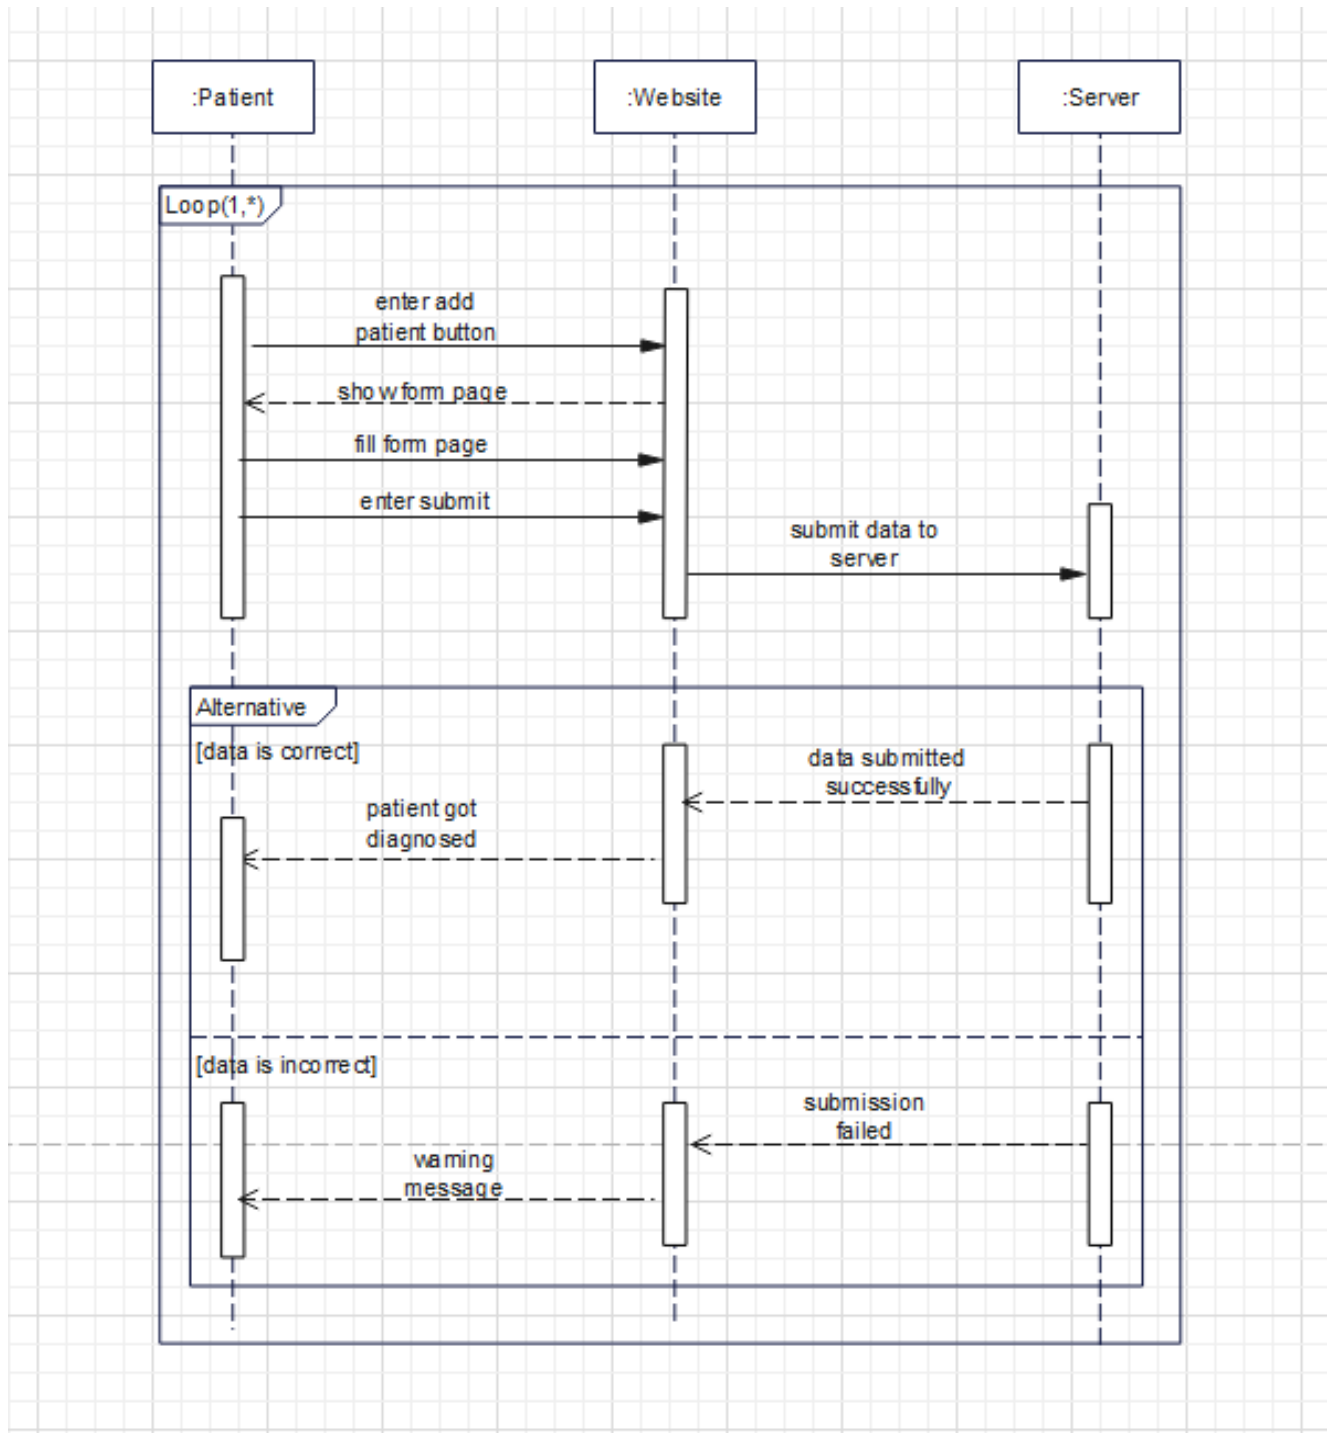 :Patient
:Website
:Server
Loop(1,*)
enter add
patient button
show form page
fill form page
enter submit
submit data to
server
Alternative
[data is correct]
data submitted
successfully
patient got
diagnosed
[data is incorrect]
submission
failed
warning
message